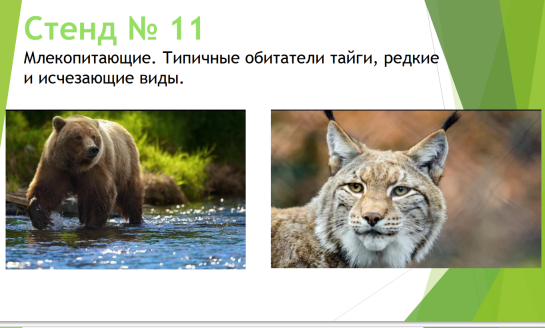 Стенд № 11
Млекопитающие. Типичные обитатели тайги, редкие
и исчезающие виды.